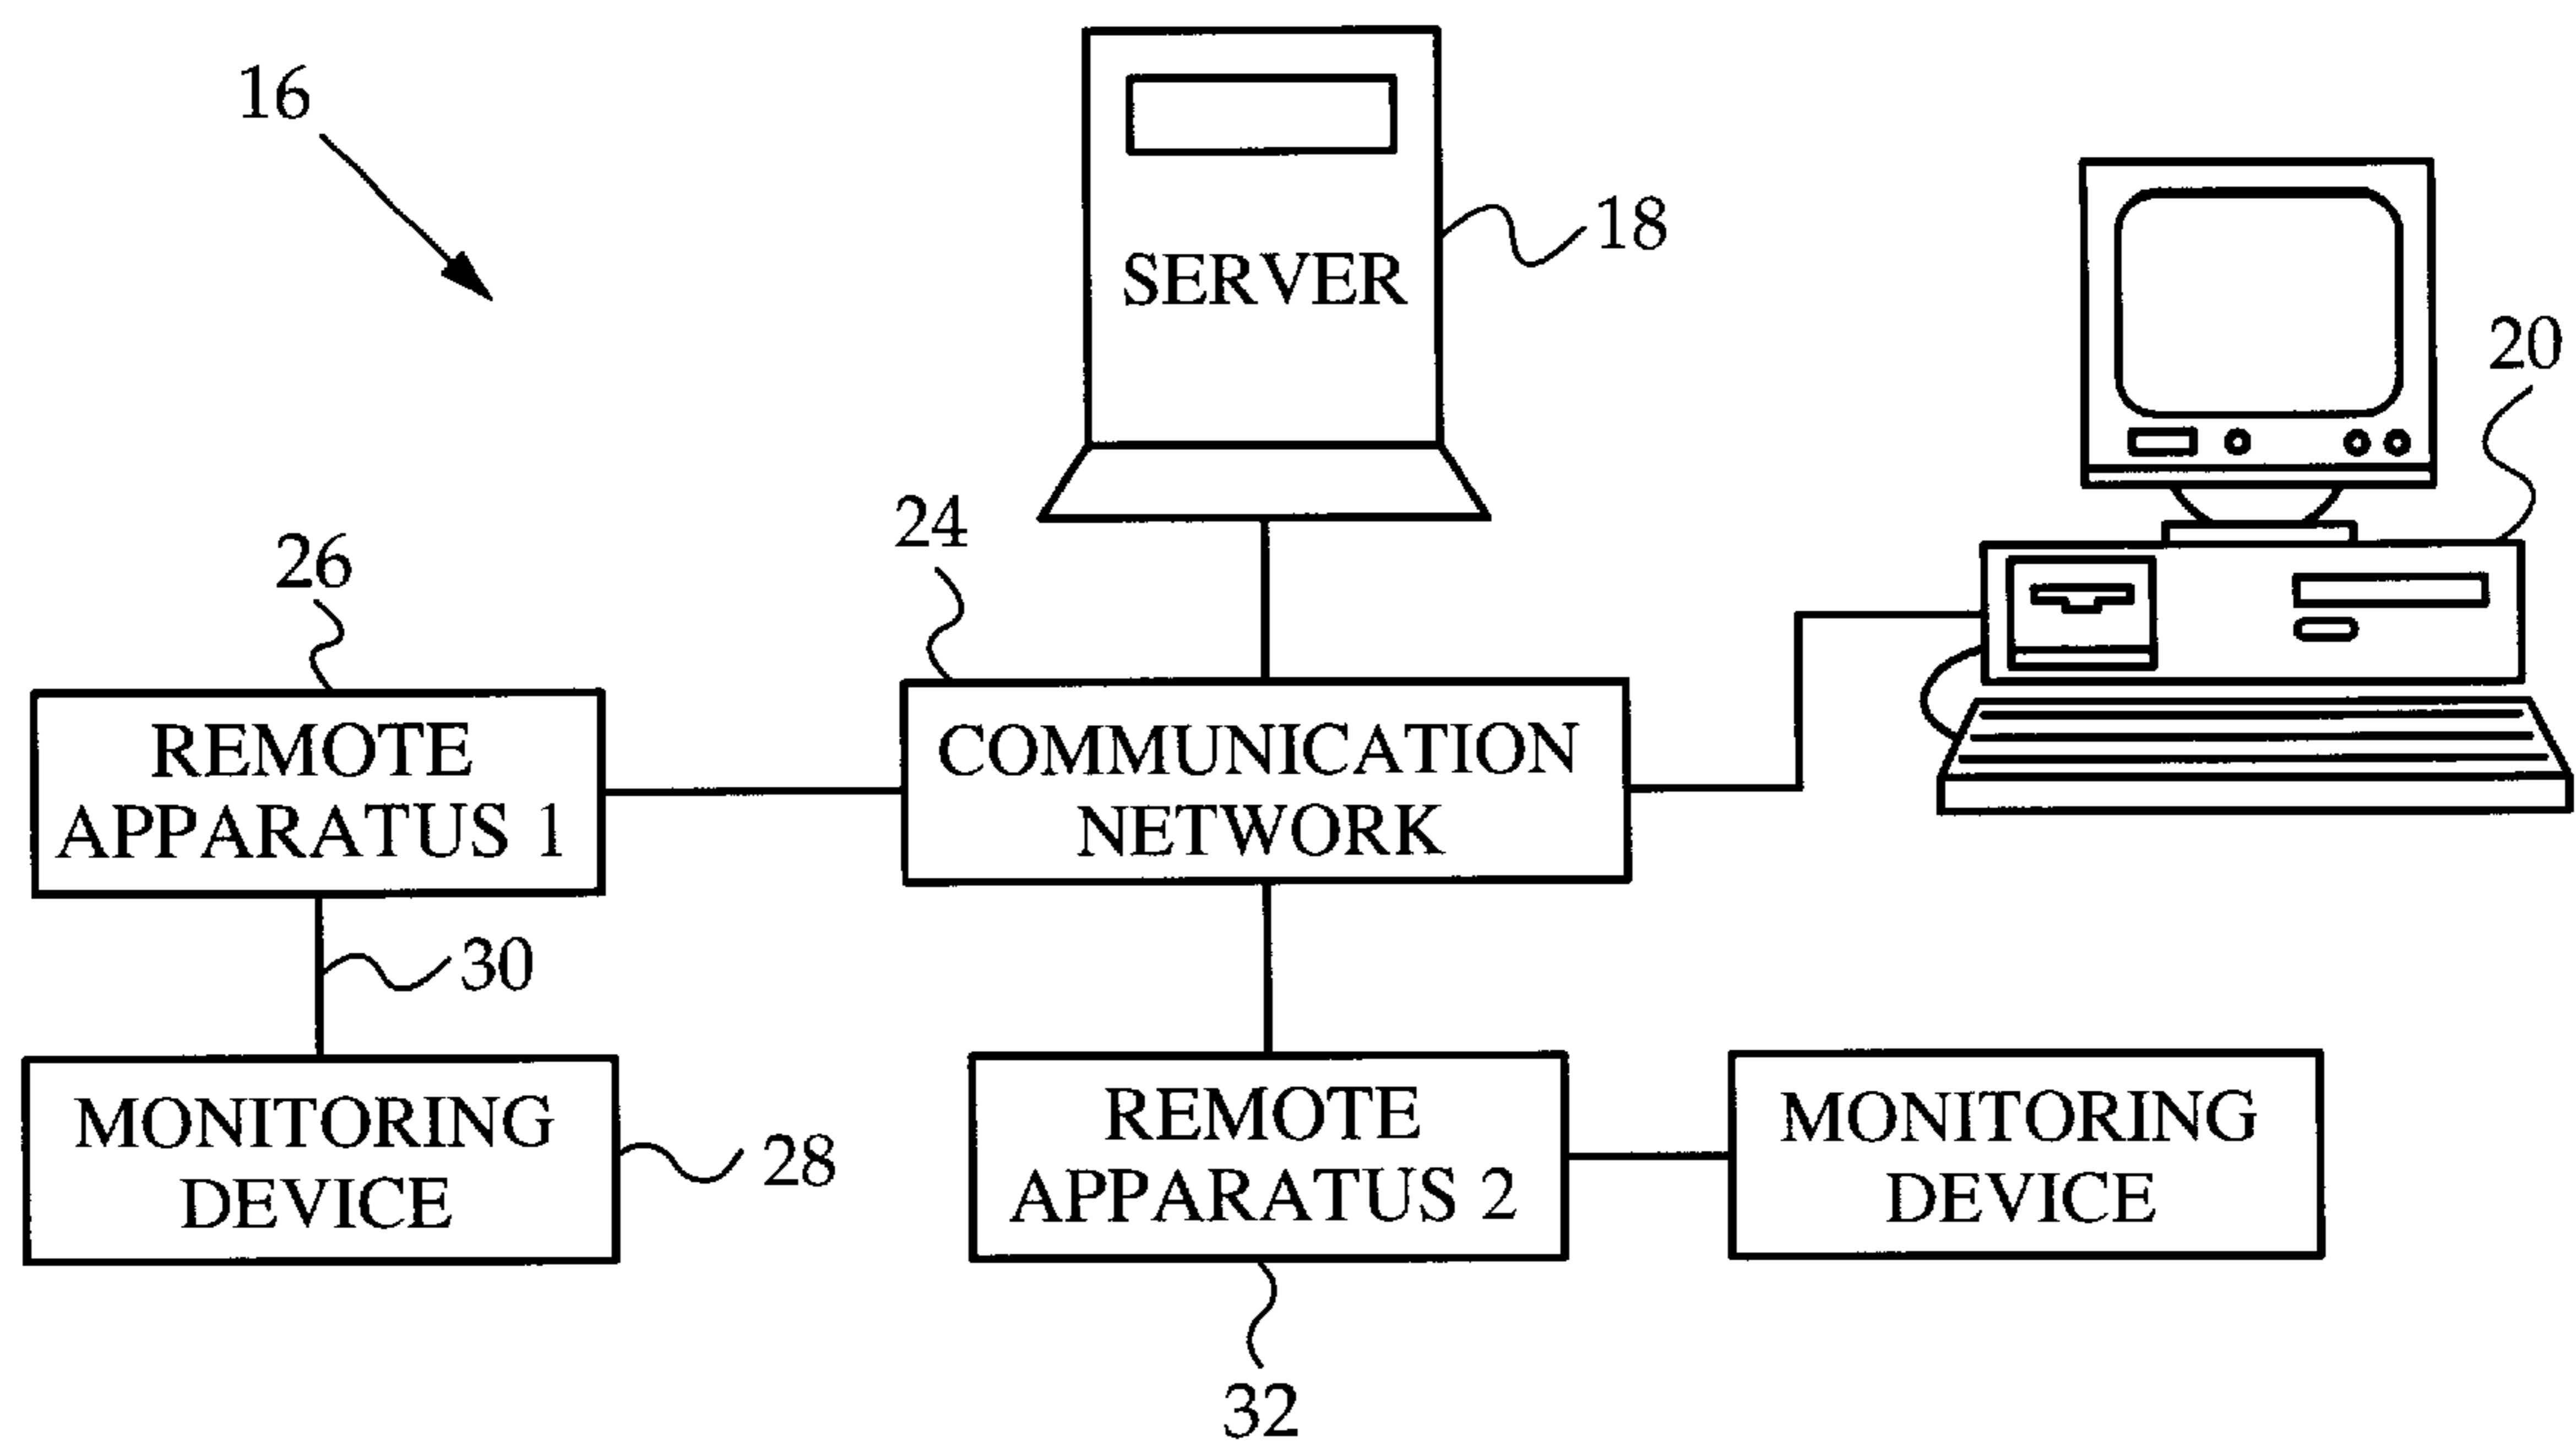 16
SERVER
18
20
24
26
REMOTE
APPARATUS 1
COMMUNICATION
NETWORK
30
MONITORING
DEVICE
28
REMOTE
APPARATUS 2
MONITORING
DEVICE
32